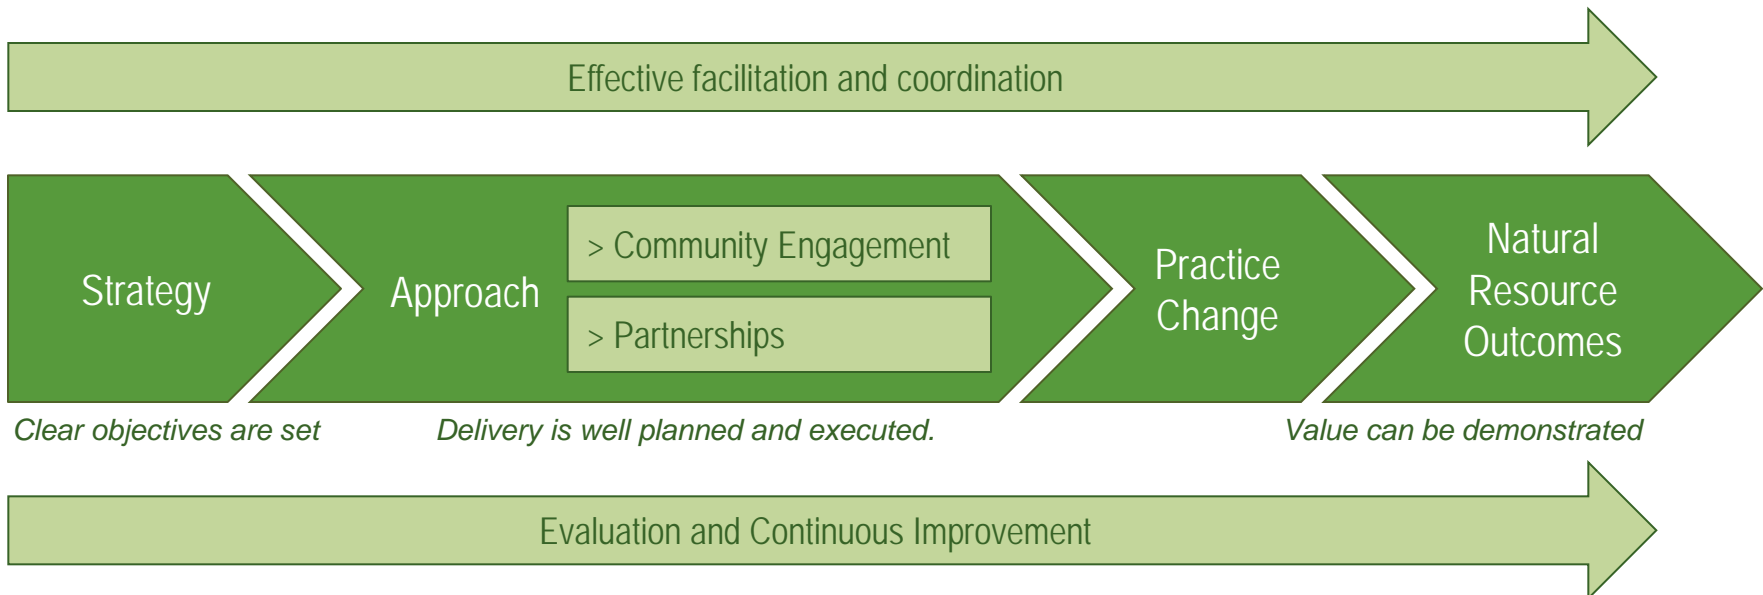 Effective facilitation and coordination
Strategy
Approach
> Community Engagement
> Partnerships
Practice
Change
Natural
Resource
Outcomes
Clear objectives are set
Delivery is well planned and executed.
Value can be demonstrated
Evaluation and Continuous Improvement